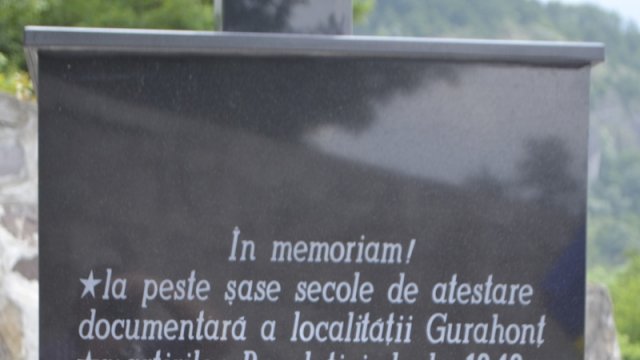 În memoriam!
★la peste șase secole de atestare
documentară a localității Gurahonț